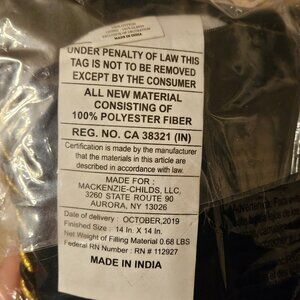 MADE IN INDIA
UNDER PENALTY OF LAW THIS
TAG IS NOT TO BE REMOVED
EXCEPT BY THE CONSUMER
ALL NEW MATERIAL
CONSISTING OF
100% POLYESTER FIBER
REG. NO. CA 38321 (IN)
Certification is made by the manufacturer
that the materials in this article are
described in accordance with law.
MADE FOR :
MACKENZIE-CHILDS, LLC,
3260 STATE ROUTE 90
AURORA, NY 13026
Date of delivery : OCTOBER, 2019
Finished Size : 14 In. X 14 In.
Net Weight of Filling Material 0.68 LBS
Federal RN Number : RN # 112927
MADE IN INDIA